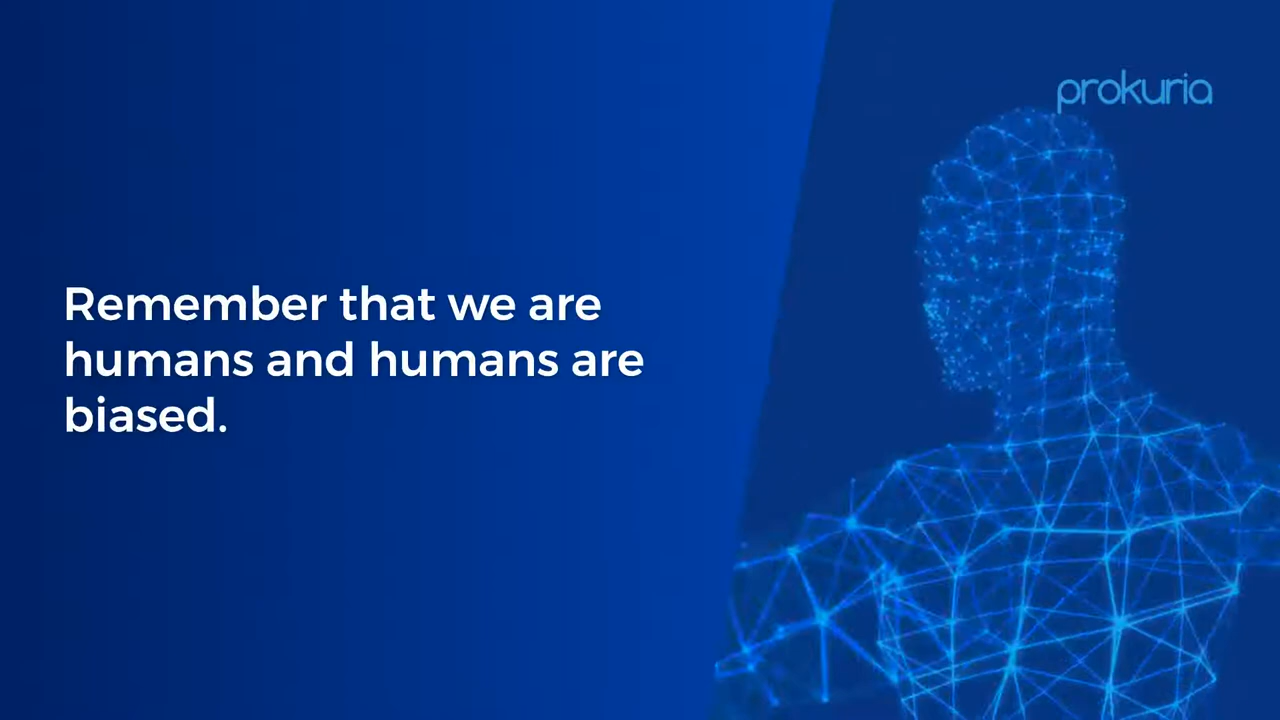 prokuria
Remember that we are
humans and humans are
biased.